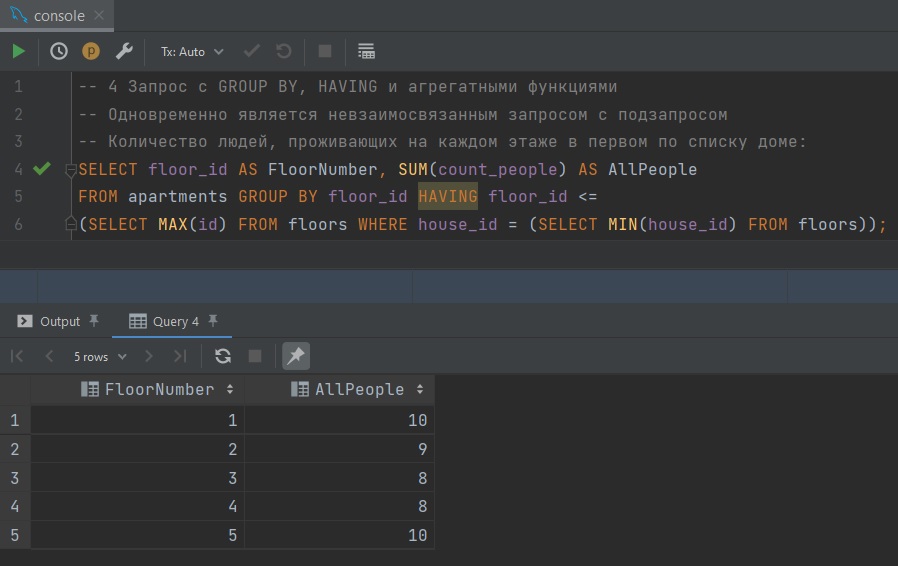 console
Tx: Auto
1 -- 4 Запрос с GROUP BY, HAVING и агрегатными функциями
2 -- Одновременно является невзаимосвязанным запросом с подзапросом
3 -- Количество людей, проживающих на каждом этаже в первом по списку доме:
4 SELECT floor_id AS FloorNumber, SUM(count_people) AS AllPeople
5 FROM apartments GROUP BY floor_id HAVING floor_id <=
6 (SELECT MAX(id) FROM floors WHERE house_id = (SELECT MIN(house_id) FROM floors));
Output Query 4
5 rows
FloorNumber AllPeople
1 1 10
2 2 9
3 3 8
4 4 8
5 5 10